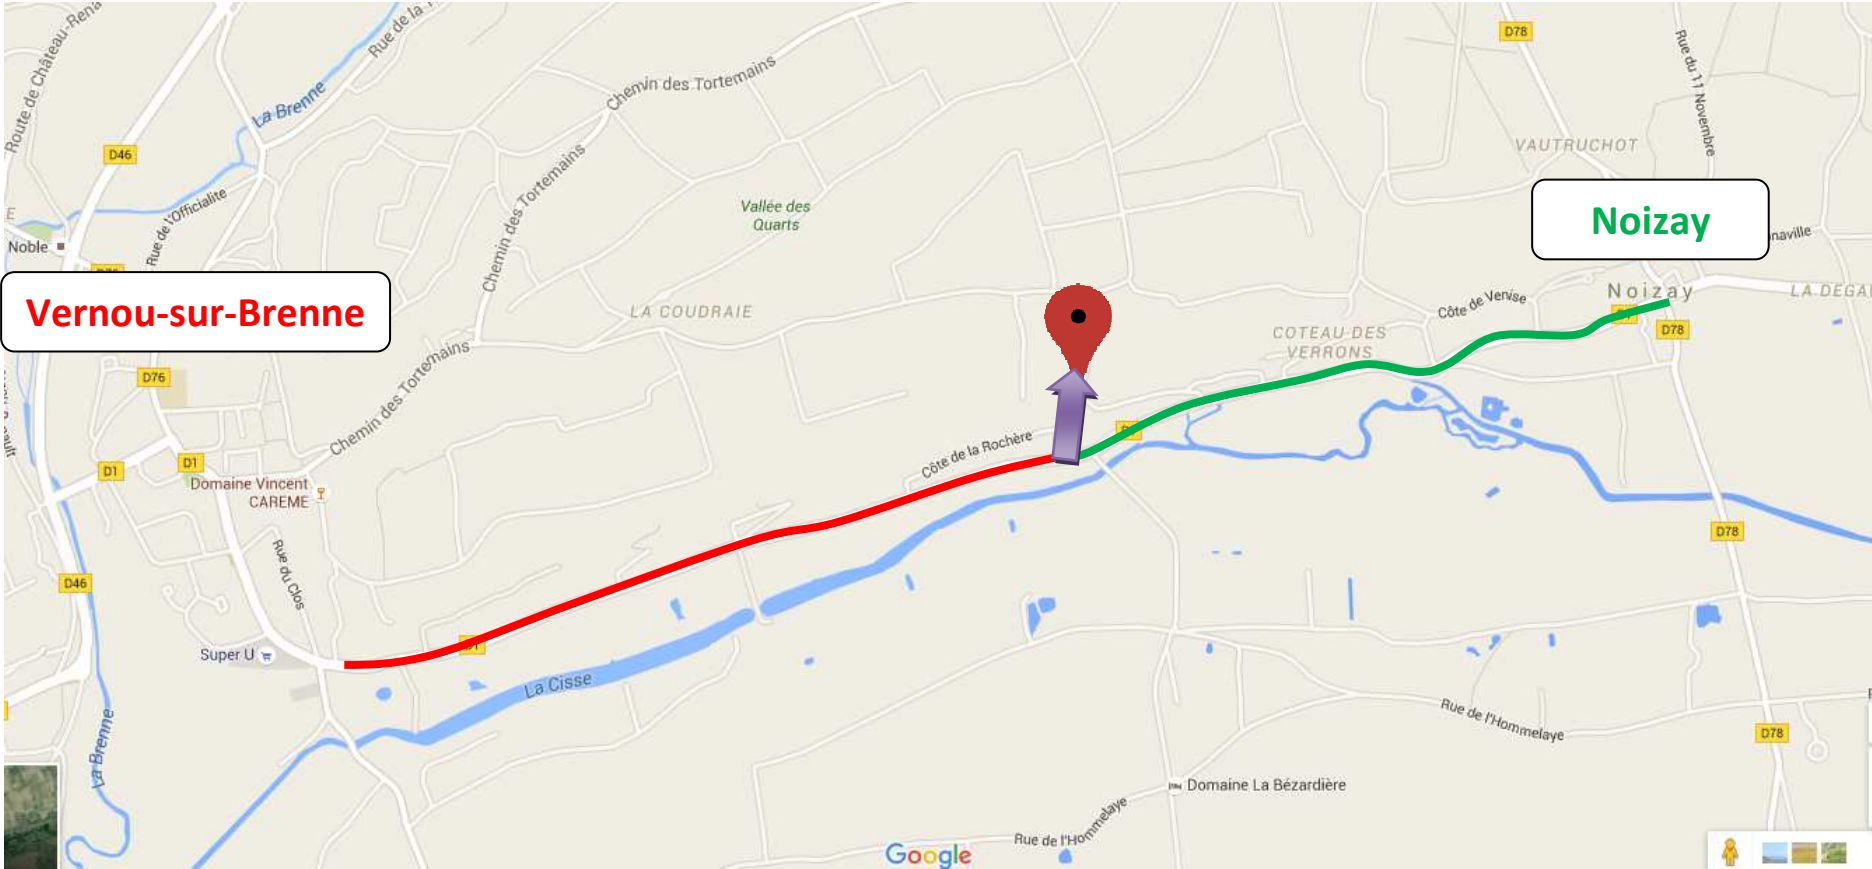 Route de Château-Rena
La Brenne
Rue de la
D46
Rue de l'Officialite
Noble
Chemin des Tortemains
Chemin des Tortemains
Vallée des
Quarts
D78
Rue du 11 Novembre
VAUTRUCHOT
Noizay
onaville
Vernou-sur-Brenne
LA COUDRAIE
Côte de Venise
Noizay
LA DEGA
COTEAU DES
VERRONS
D78
D76
Chemin des Tortemains
D1
D1
Domaine Vincent
CAREME
Côte de la Rochère
D78
Rue du Clos
D46
Super U
D1
La Cisse
La Brenne
Rue de l'Hommelaye
D78
Domaine La Bézardière
Rue de l'Hommelaye
Google